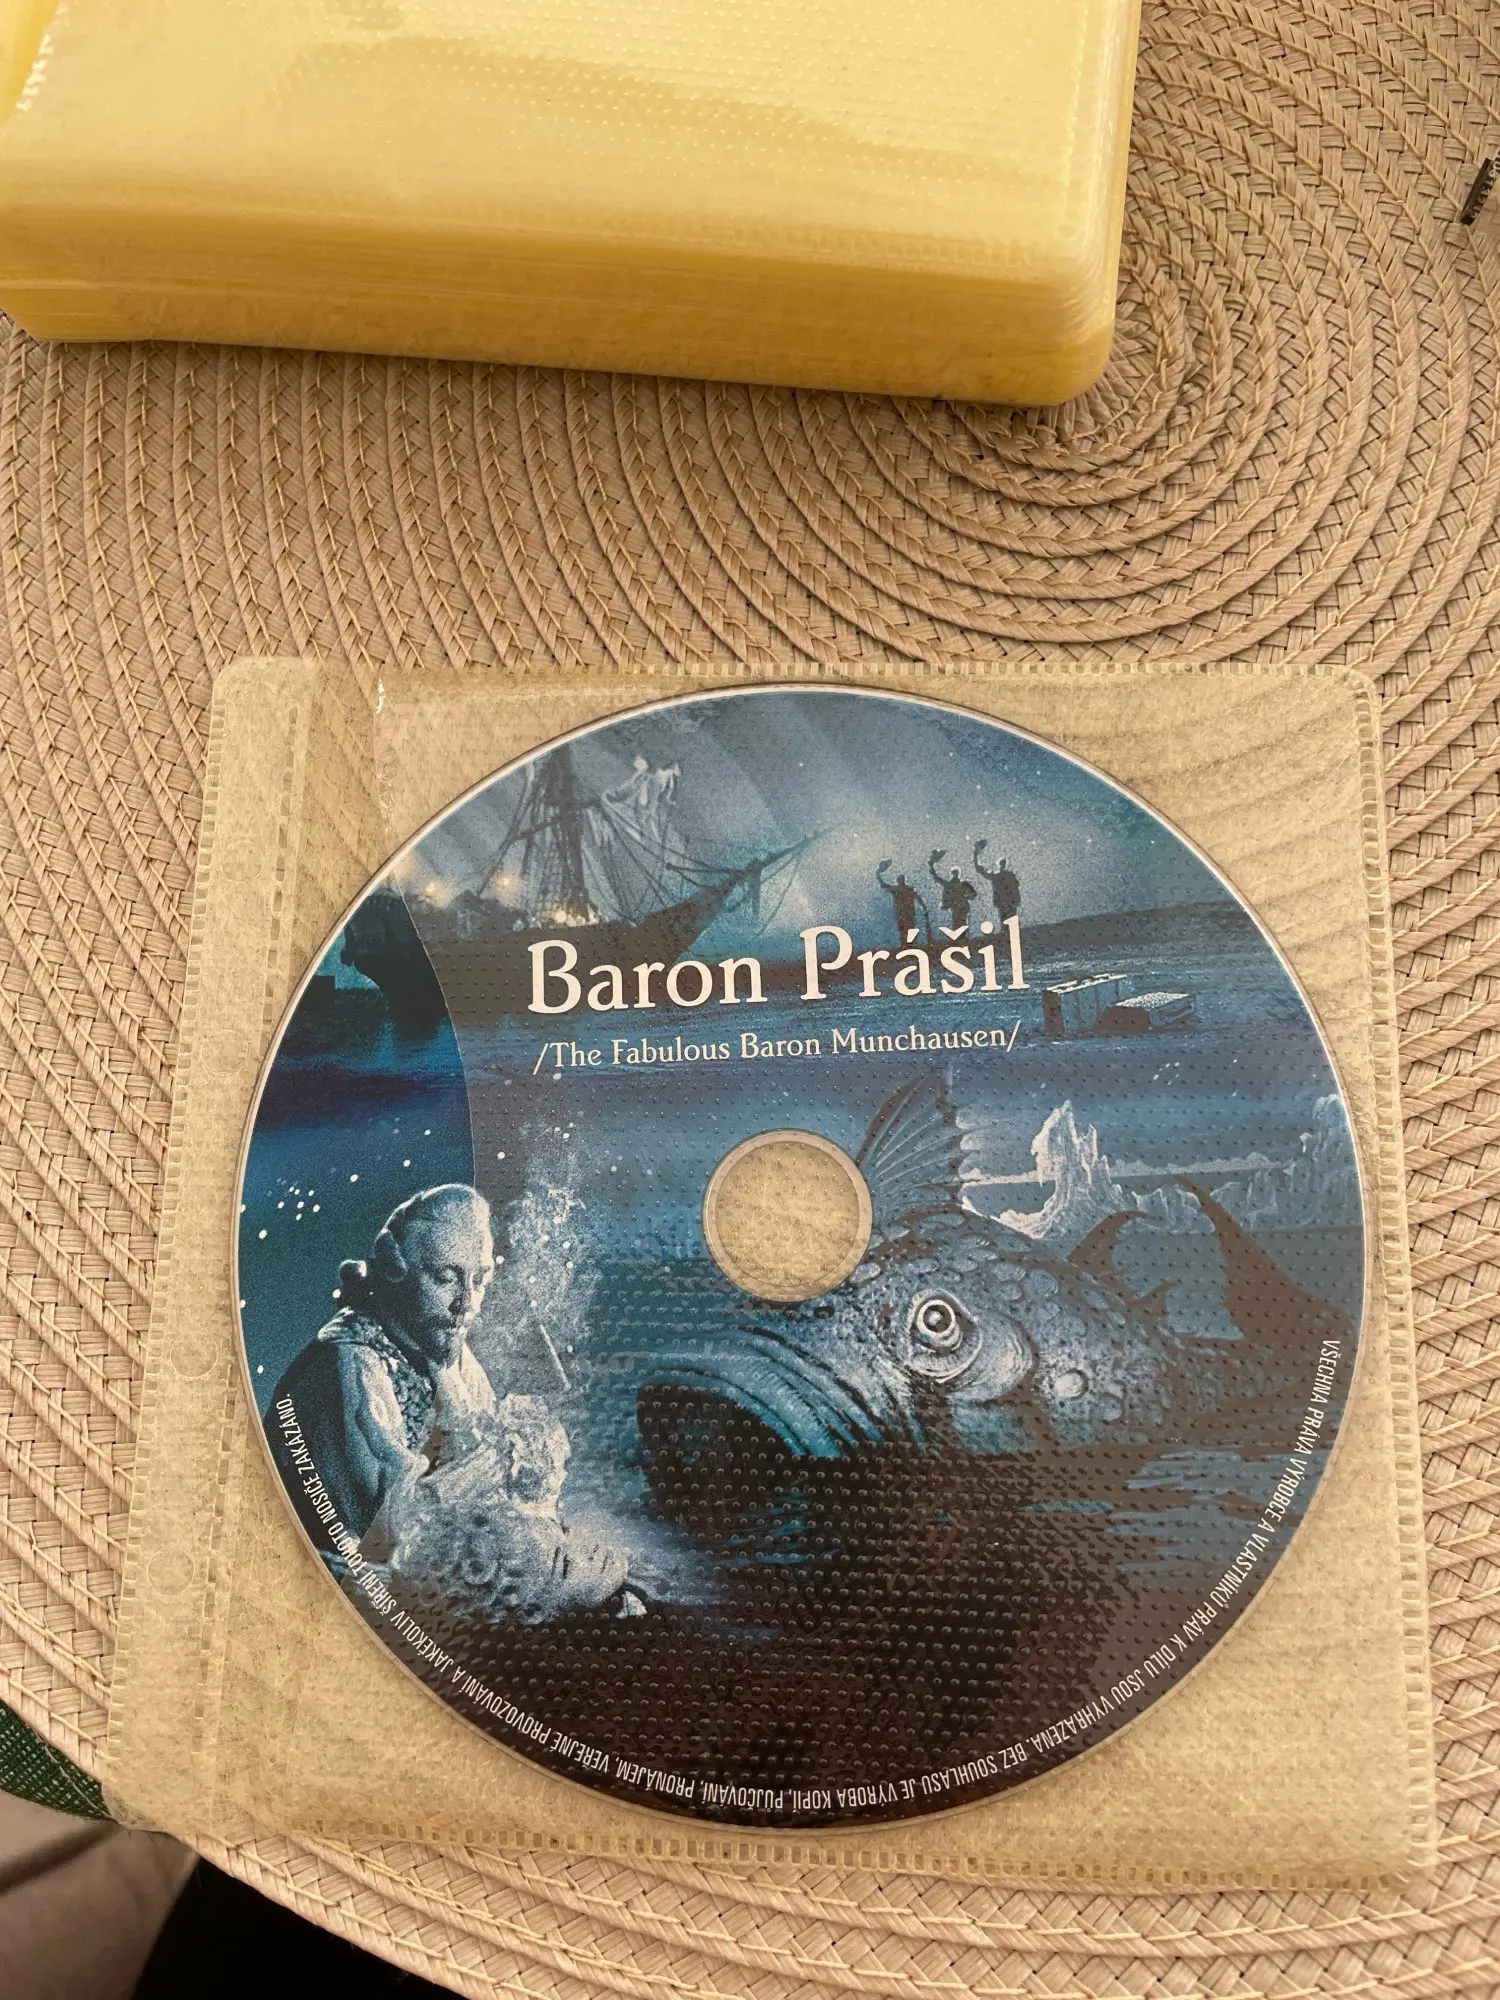 Baron Prášil
/The Fabulous Baron Munchausen/
VŠECHNA PRÁVA VÝROBCE A VLASTNÍKŮ PRÁV K DÍLU JSOU VYHRAZENA. BEZ SOUHLASU JE VÝROBA KOPIÍ, PŮJČOVÁNÍ, PRONÁJEM, VEŘEJNÉ PROVOZOVÁNÍ A JAKÉKOLIV ŠÍŘENÍ TOHOTO NOSIČE ZAKÁZÁNO.